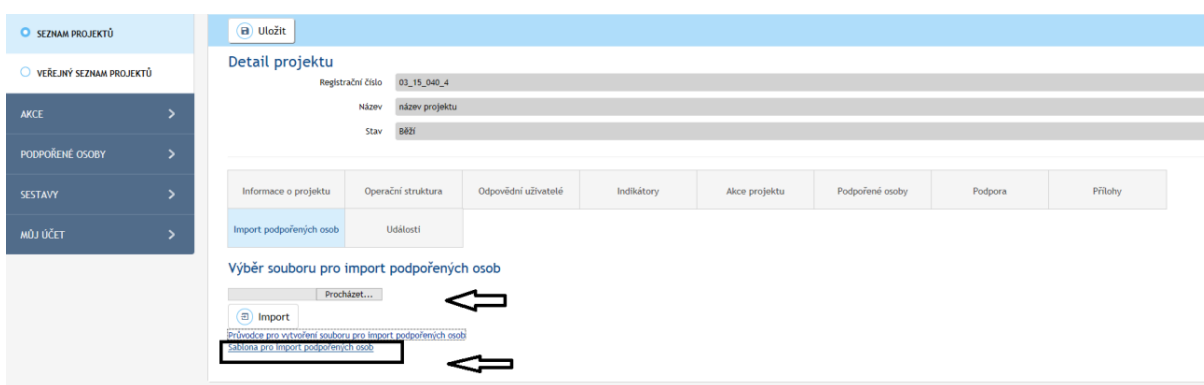 SEZNAM PROJEKTŮ
VEŘEJNÝ SEZNAM PROJEKTŮ
AKCE
PODPOŘENÉ OSOBY
SESTAVY
MŮJ ÚČET
Uložit
Detail projektu
Registrační číslo 03_15_040_4
Název název projektu
Stav Běží
Informace o projektu Operační struktura Odpovědní uživatelé Indikátory Akce projektu Podpořené osoby Podpora Přílohy
Import podpořených osob Události
Výběr souboru pro import podpořených osob
Procházet...
Import
Průvodce pro vytvoření souboru pro import podpořených osob
Šablona pro import podpořených osob